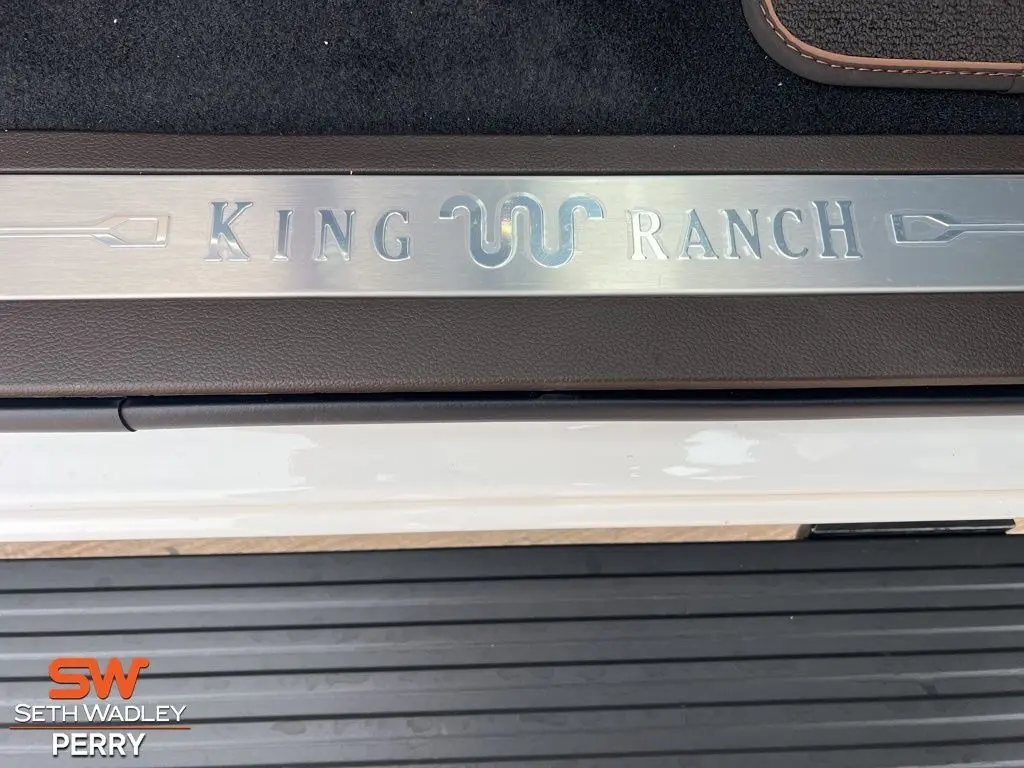 KING RANCH
SW
SETH WADLEY
PERRY